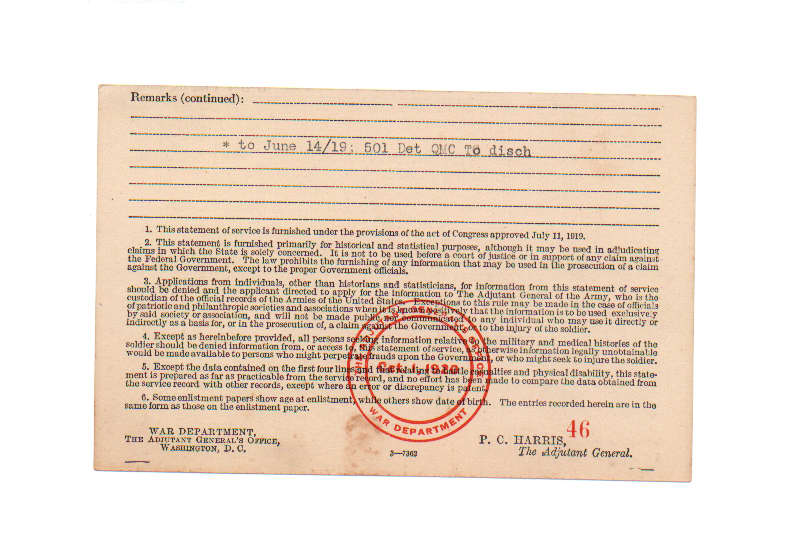 Remarks (continued):
* to June 14/19; 501 Det QMC To disch
1. This statement of service is furnished under the provisions of the act of Congress approved July 11, 1919.
2. This statement is furnished primarily for historical and statistical purposes, although it may be used in adjudicating
claims in which the State is solely concerned. It is not to be used before a court of justice or in support of any claim against
the Federal Government. The law prohibits the furnishing of any information that may be used in the prosecution of a claim
against the Government, except to the proper Government officials.
3. Applications from individuals, other than historians and statisticians, for information from this statement of service
should be denied and the applicant directed to apply for the information to The Adjutant General of the Army, who is the
custodian of the official records of the Armies of the United States. Exceptions to this rule may be made in the case of officials
of patriotic and philanthropic societies and associations when it is known positively that the information is to be used exclusively
by said society or association, and will not be made public nor communicated to any individual who may use it directly or
indirectly as a basis for, or in the prosecution of, a claim against the Government or to the injury of the soldier.
4. Except as hereinbefore provided, all persons seeking information relative to the military and medical histories of the
soldier should be denied information from, or access to, this statement of service, as otherwise information legally unobtainable
would be made available to persons who might perpetrate frauds upon the Government, or who might seek to injure the soldier.
5. Except the data contained on the first four lines and that relating to casualties and physical disability, this state-
ment is prepared as far as practicable from the service record, and no effort has been made to compare the data obtained from
the service record with other records, except where an error or discrepancy is patent.
6. Some enlistment papers show age at enlistment, while others show date of birth. The entries recorded herein are in the
same form as those on the enlistment paper.
WAR DEPARTMENT
WAR DEPARTMENT,
THE ADJUTANT GENERAL'S OFFICE,
WASHINGTON, D. C.
3—7363
46
P. C. HARRIS,
The Adjutant General.